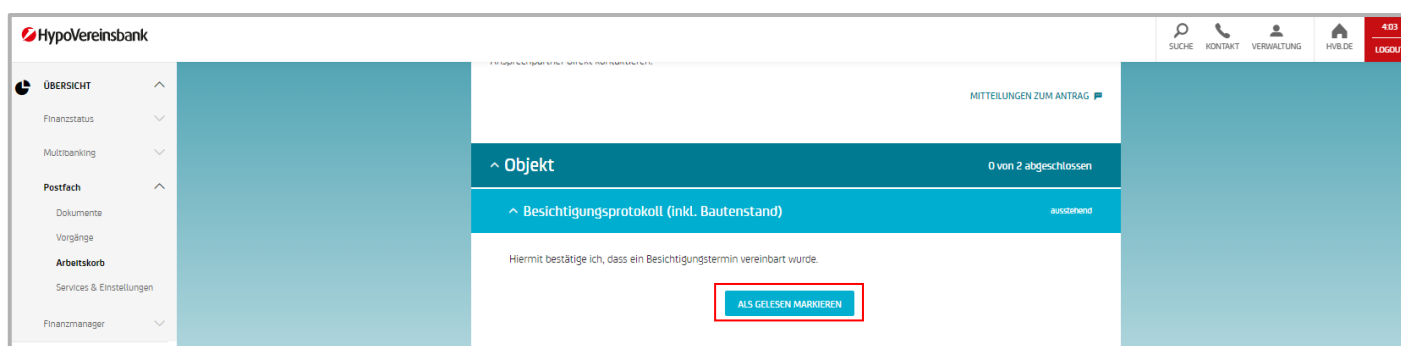 HypoVereinsbank
SUCHE
KONTAKT
VERWALTUNG
HVB.DE
4:03
LOGOU
ÜBERSICHT
Finanzstatus
Multibanking
Postfach
Dokumente
Vorgänge
Arbeitskorb
Services & Einstellungen
Finanzmanager
MITTEILUNGEN ZUM ANTRAG
Objekt
0 von 2 abgeschlossen
Besichtigungsprotokoll (inkl. Bautenstand)
ausstehend
Hiermit bestätige ich, dass ein Besichtigungstermin vereinbart wurde.
ALS GELESEN MARKIEREN